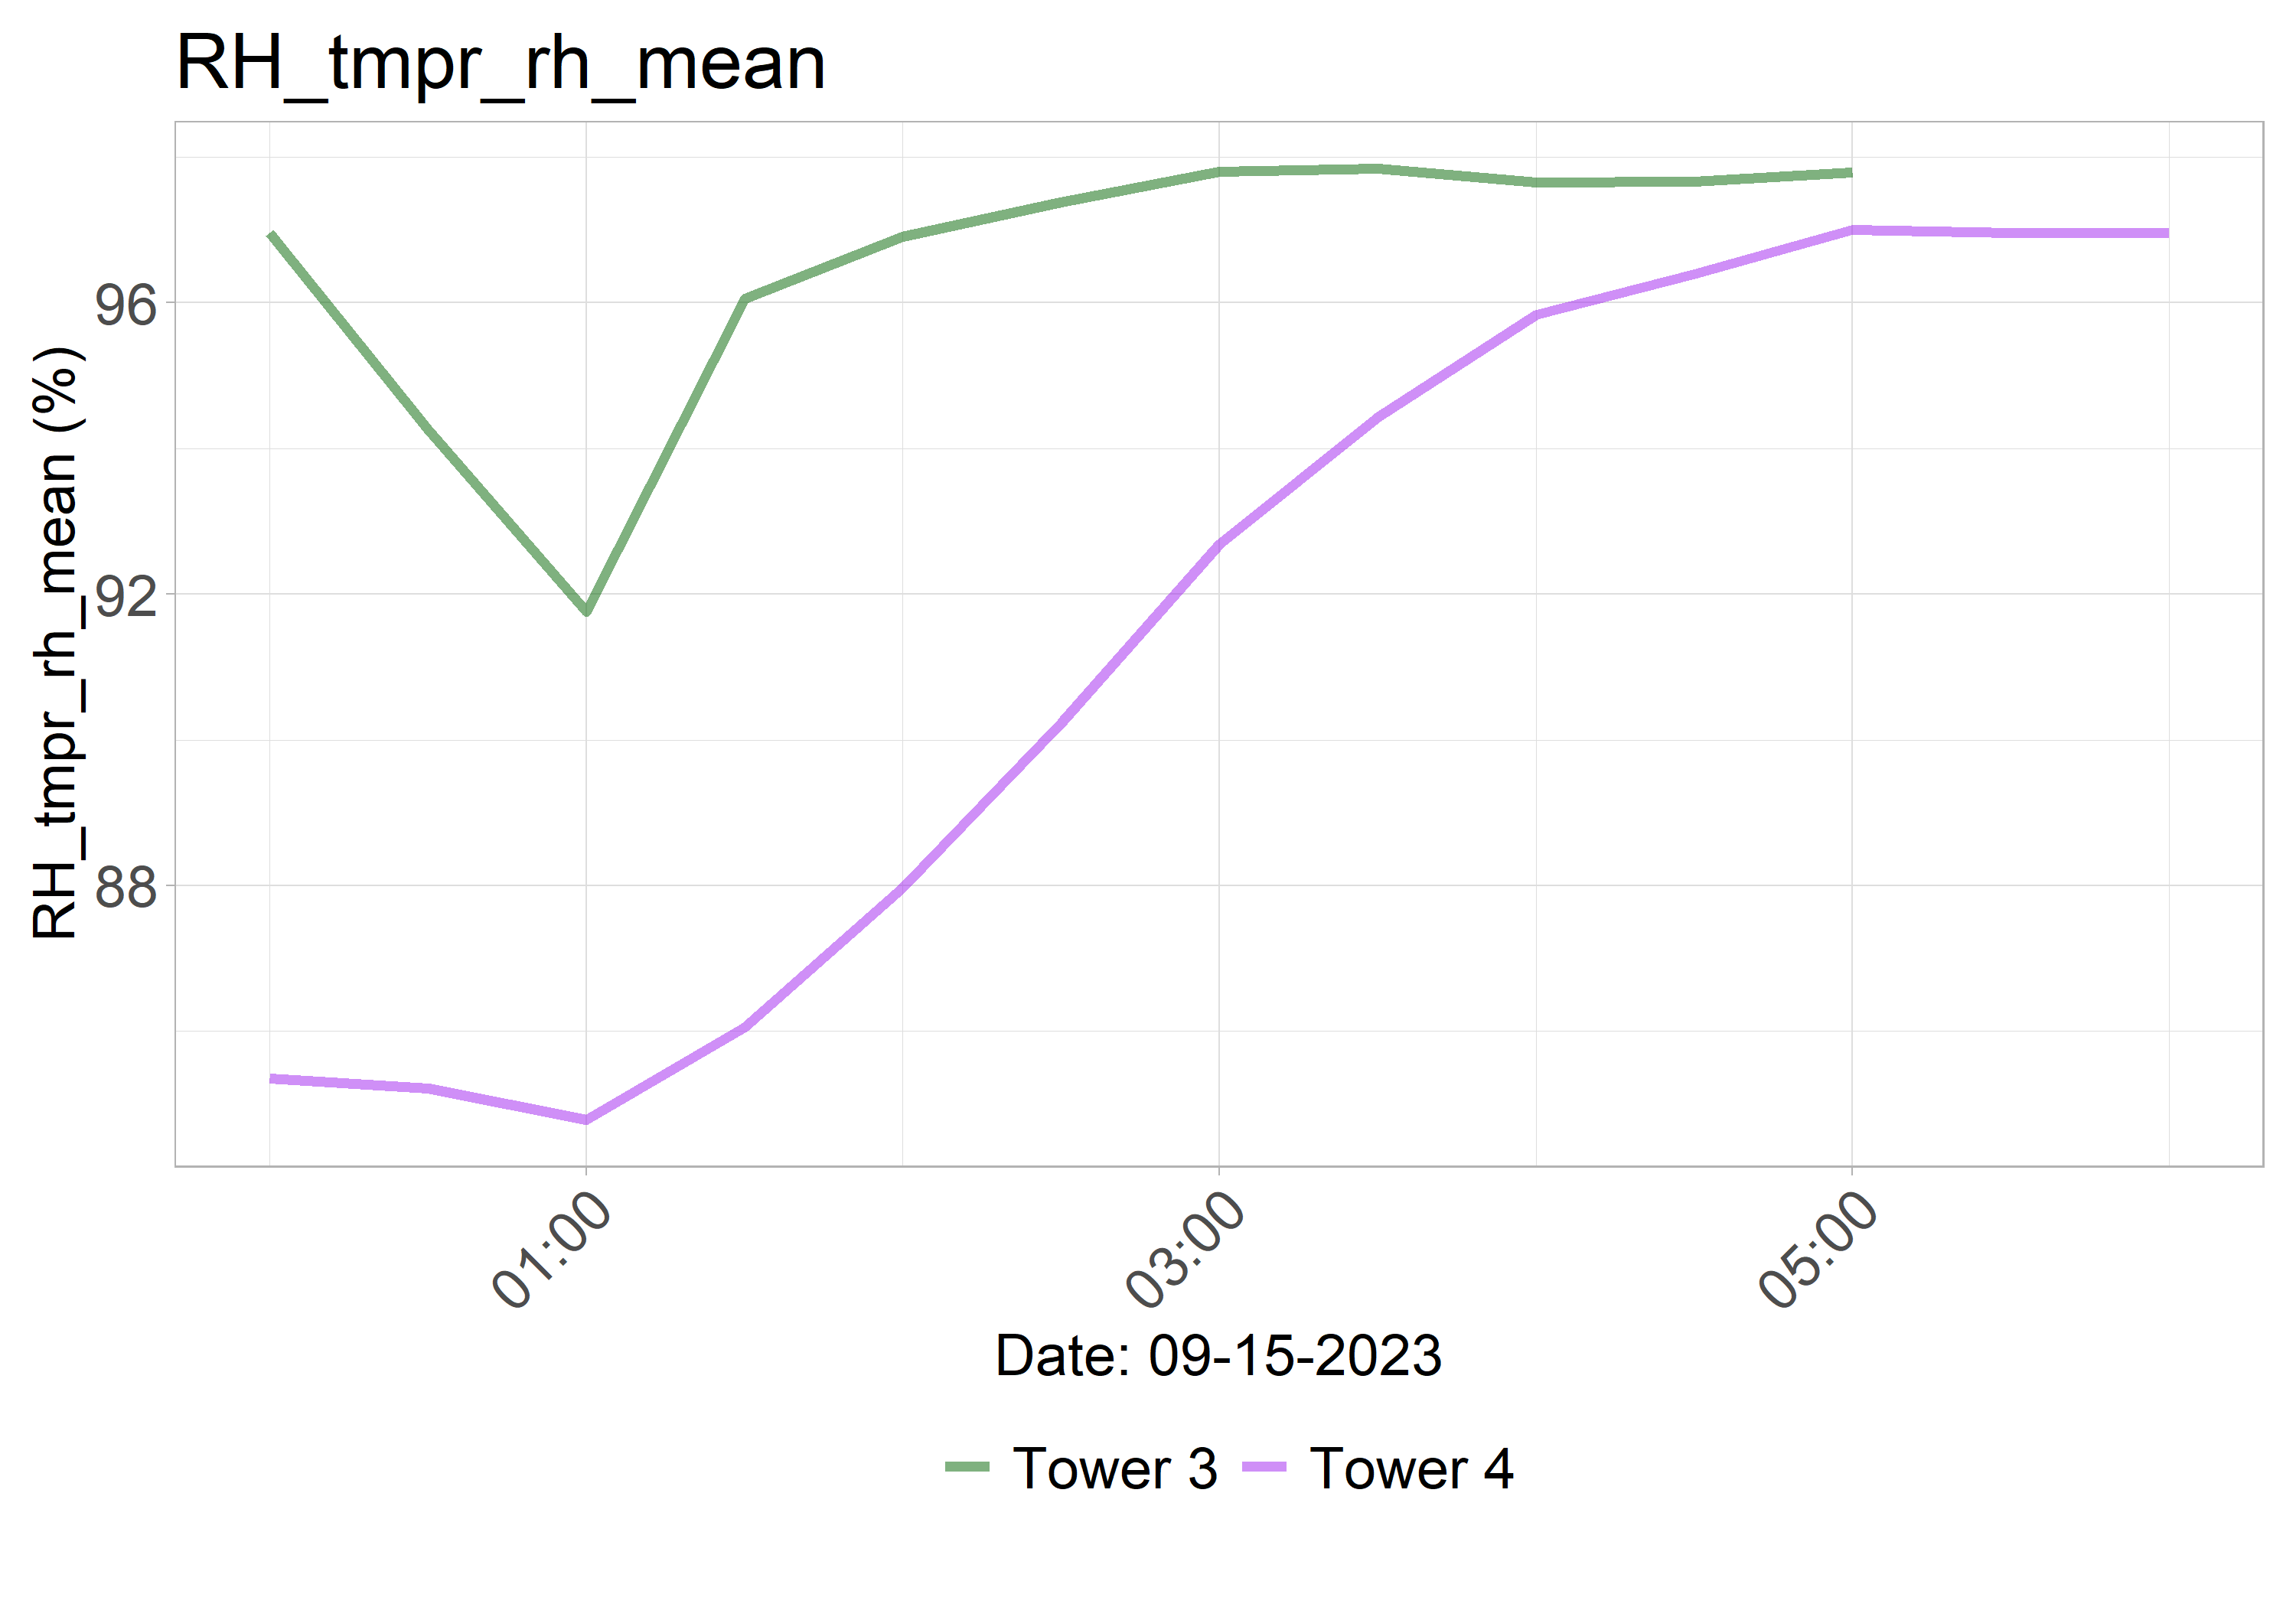 RH_tmpr_rh_mean
RH_tmpr_rh_mean (%)
96
92
88
01:00
03:00
05:00
Date: 09-15-2023
Tower 3
Tower 4